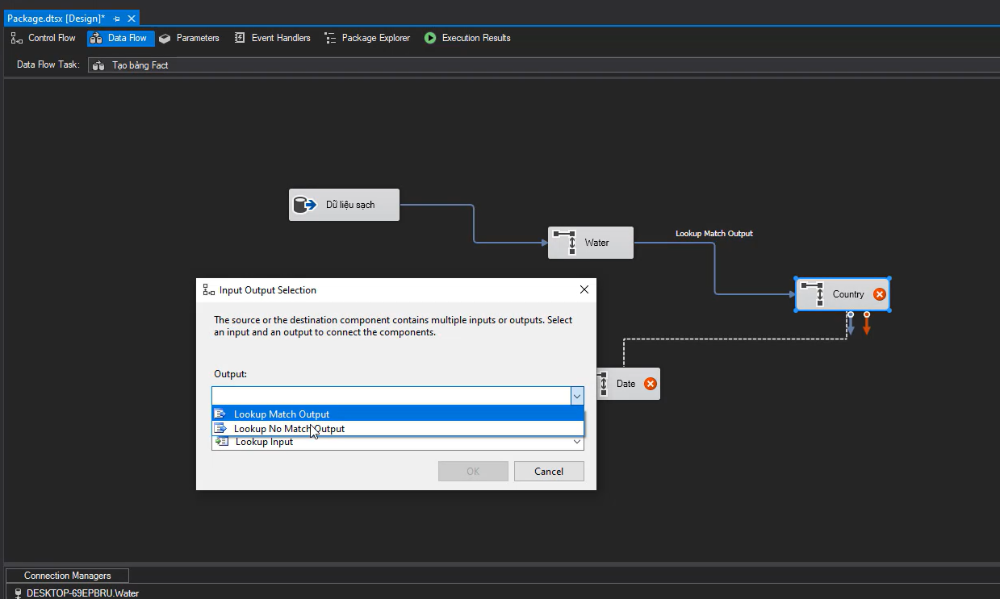 Package.dtsx [Design]*
Control Flow Data Flow Parameters Event Handlers Package Explorer Execution Results
Data Flow Task: Tạo bảng Fact
Dữ liệu sạch
Water
Lookup Match Output
Country
Input Output Selection
The source or the destination component contains multiple inputs or outputs. Select
an input and an output to connect the components.
Output:
Date
Lookup Match Output
Lookup No Match Output
Lookup Input
OK Cancel
Connection Managers
DESKTOP-69EPBRU.Water